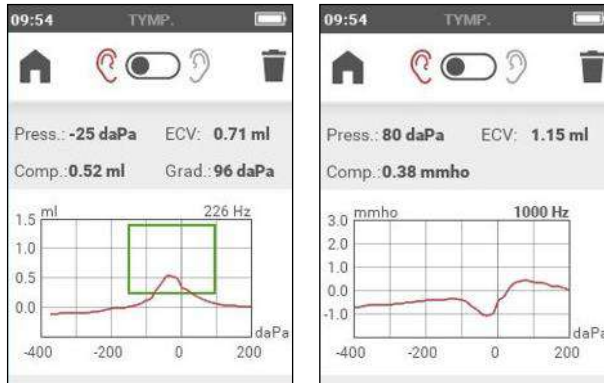 09:54 TYMP.
Press.: -25 daPa ECV: 0.71 ml
Comp.:0.52 ml Grad.:96 daPa
ml 226 Hz
1.5
1.0
0.5
0.0
daPa
-400 -200 0 200
09:54 TYMP.
Press.: 80 daPa ECV: 1.15 ml
Comp.:0.38 mmho
mmho 1000 Hz
3.0
2.0
1.0
0.0
-1.0
daPa
-400 -200 0 200